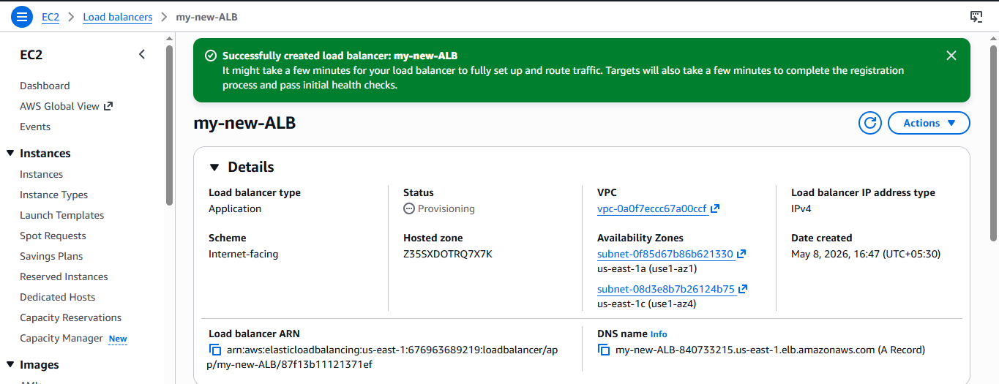 EC2
Load balancers
my-new-ALB
EC2
Dashboard
AWS Global View
Events
Instances
Instances
Instance Types
Launch Templates
Spot Requests
Savings Plans
Reserved Instances
Dedicated Hosts
Capacity Reservations
Capacity Manager New
Images
Successfully created load balancer: my-new-ALB
It might take a few minutes for your load balancer to fully set up and route traffic. Targets will also take a few minutes to complete the registration
process and pass initial health checks.
my-new-ALB
Actions
Details
Load balancer type
Application
Status
Provisioning
VPC
vpc-0a0f7eccc67a00ccf
Load balancer IP address type
IPv4
Scheme
Internet-facing
Hosted zone
Z35SXDOTRQ7X7K
Availability Zones
subnet-0f85d67b86b621330
us-east-1a (use1-az1)
subnet-08d3e8b7b26124b75
us-east-1c (use1-az4)
Date created
May 8, 2026, 16:47 (UTC+05:30)
Load balancer ARN
arn:aws:elasticloadbalancing:us-east-1:676963689219:loadbalancer/ap
p/my-new-ALB/87f13b11121371ef
DNS name Info
my-new-ALB-840733215.us-east-1.elb.amazonaws.com (A Record)